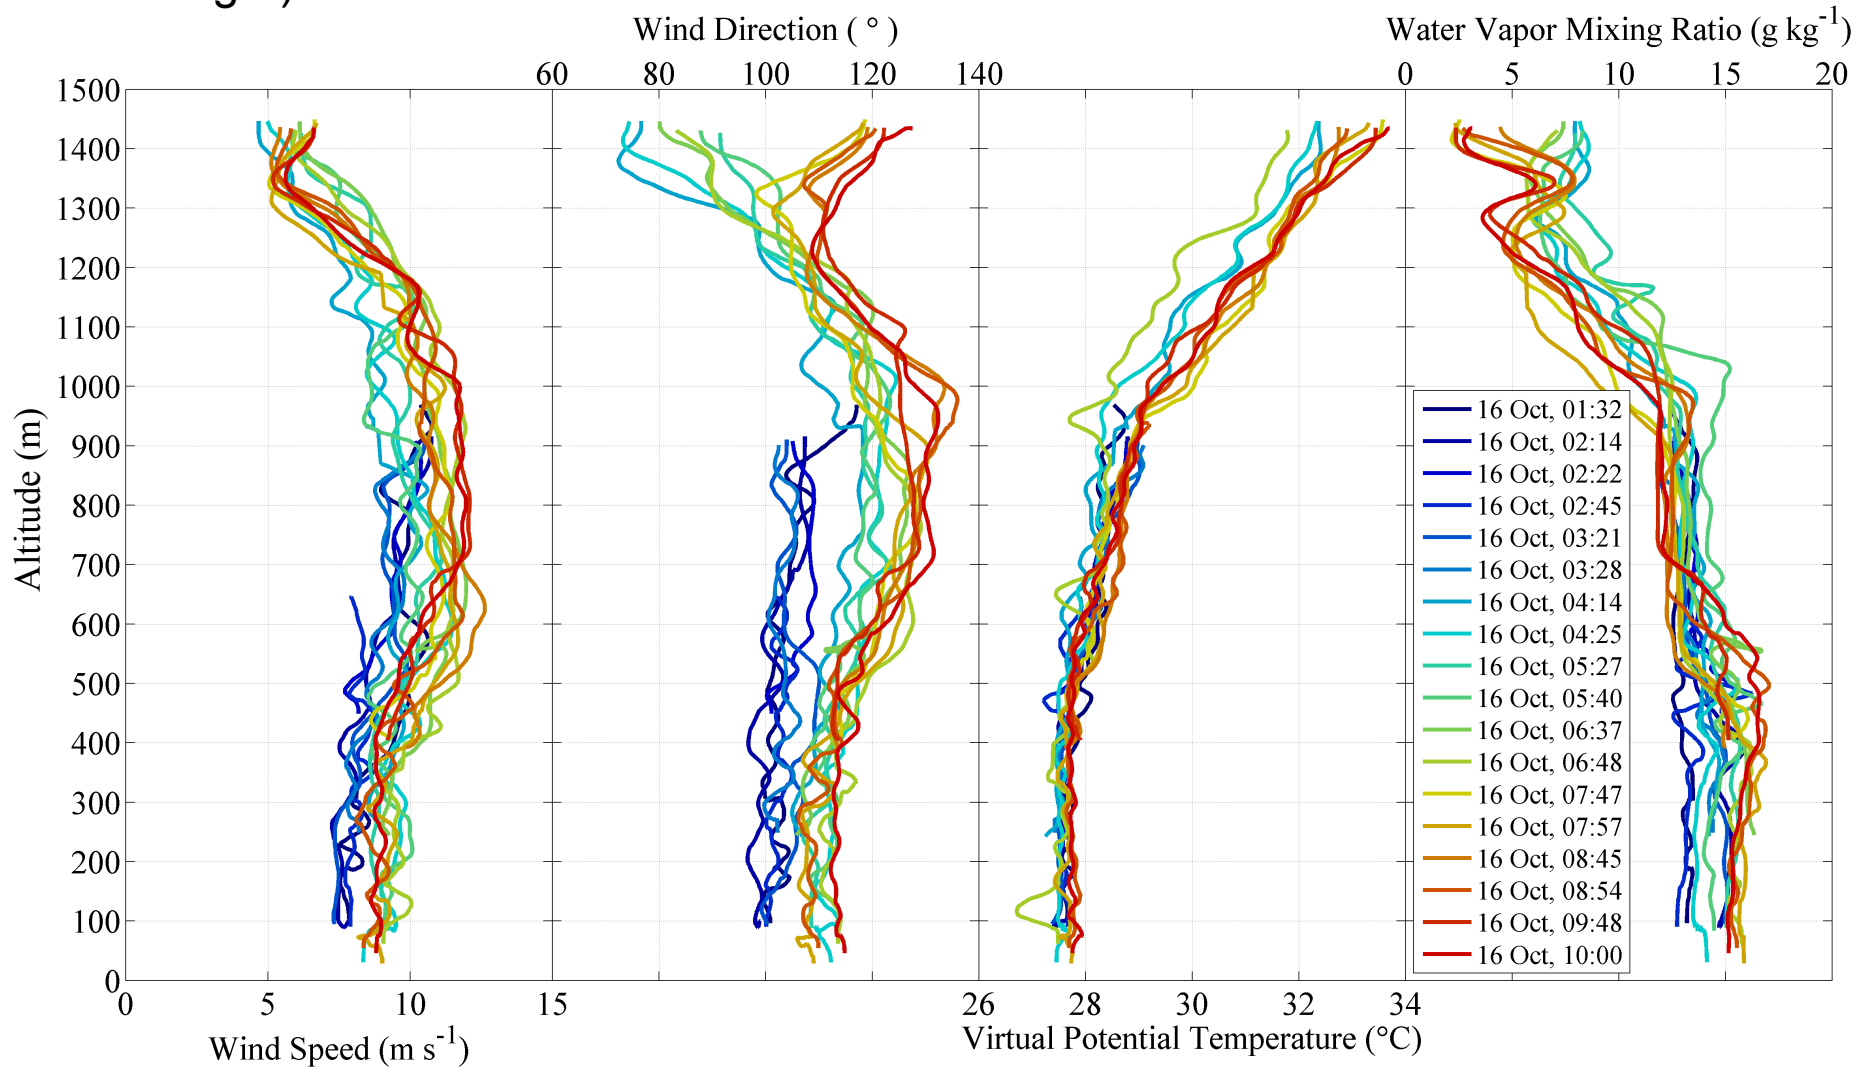 g )
Wind Direction ( ° )
Water Vapor Mixing Ratio (g kg-1)
60 80 100 120 140 0 5 10 15 20
1500
1400
1300
1200
1100
1000
900
800
700
600
500
400
300
200
100
0
Altitude (m)
16 Oct, 01:32
16 Oct, 02:14
16 Oct, 02:22
16 Oct, 02:45
16 Oct, 03:21
16 Oct, 03:28
16 Oct, 04:14
16 Oct, 04:25
16 Oct, 05:27
16 Oct, 05:40
16 Oct, 06:37
16 Oct, 06:48
16 Oct, 07:47
16 Oct, 07:57
16 Oct, 08:45
16 Oct, 08:54
16 Oct, 09:48
16 Oct, 10:00
0 5 10 15 26 28 30 32 34
Wind Speed (m s-1)
Virtual Potential Temperature (°C)